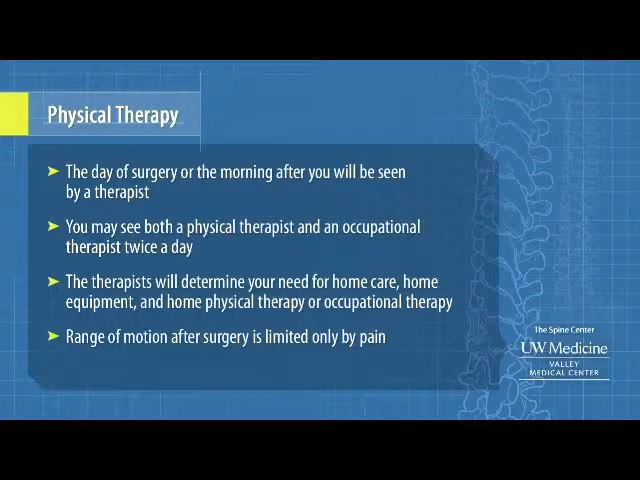 Physical Therapy
➤ The day of surgery or the morning after you will be seen
by a therapist
➤ You may see both a physical therapist and an occupational
therapist twice a day
➤ The therapists will determine your need for home care, home
equipment, and home physical therapy or occupational therapy
➤ Range of motion after surgery is limited only by pain
The Spine Center
UW Medicine
VALLEY
MEDICAL CENTER